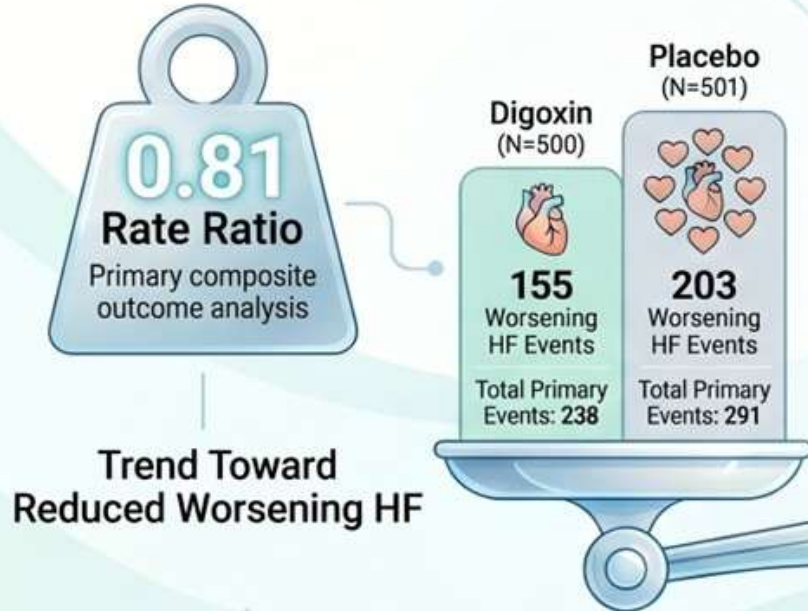 0.81
Rate Ratio
Primary composite
outcome analysis
Trend Toward
Reduced Worsening HF
Digoxin
(N=500)
155
Worsening
HF Events
Total Primary
Events: 238
Placebo
(N=501)
203
Worsening
HF Events
Total Primary
Events: 291